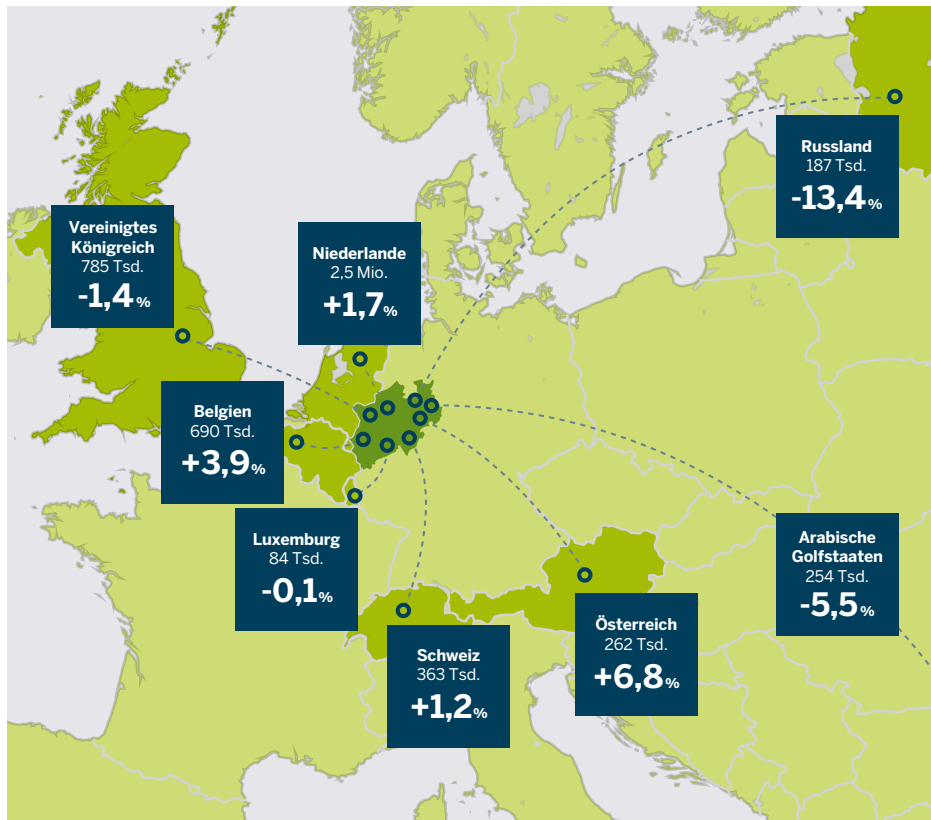 Russland
187 Tsd.
-13,4%
Vereinigtes
Königreich
785 Tsd.
-1,4%
Niederlande
2,5 Mio.
+1,7%
Belgien
690 Tsd.
+3,9%
Luxemburg
84 Tsd.
-0,1%
Arabische
Golfstaaten
254 Tsd.
-5,5%
Österreich
262 Tsd.
+6,8%
Schweiz
363 Tsd.
+1,2%